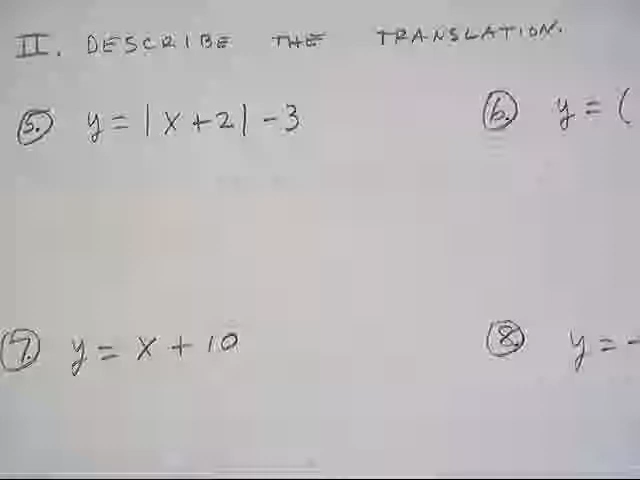 II. DESCRIBE THE TRANSLATION.
5. y = |x + 2| - 3
6. y = (
7. y = x + 10
8. y = -